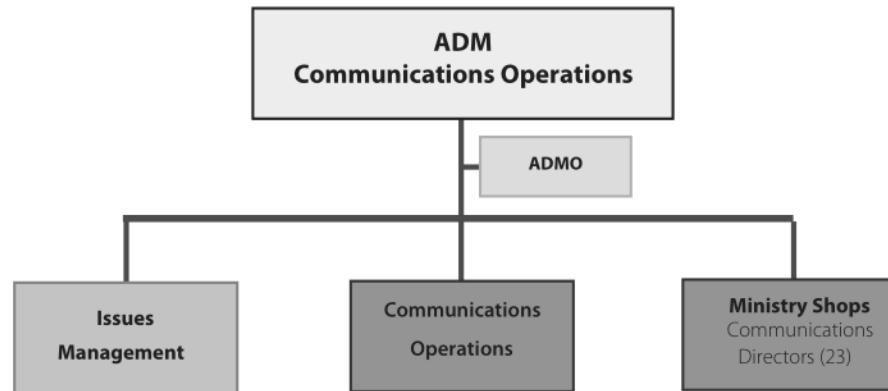 ADM
Communications Operations
ADMO
Issues
Management
Communications
Operations
Ministry Shops
Communications
Directors (23)